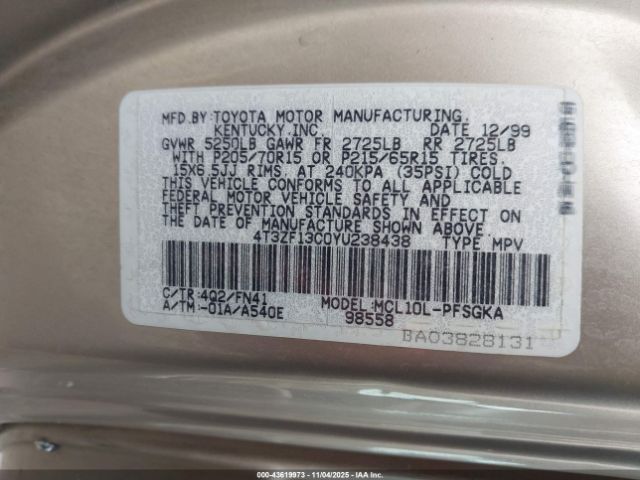 MFD.BY:TOYOTA MOTOR MANUFACTURING.
KENTUCKY.INC. DATE 12/99
GVWR 5250LB GAWR FR 2725LB RR 2725LB
WITH P205/70R15 OR P215/65R15 TIRES.
15X6.5JJ RIMS AT 240KPA (35PSI) COLD
THIS VEHICLE CONFORMS TO ALL APPLICABLE
FEDERAL MOTOR VEHICLE SAFETY AND
THEFT PREVENTION STANDARDS IN EFFECT ON
THE DATE OF MANUFACTURE SHOWN ABOVE.
4T3ZF13C0YU238438 TYPE MPV
C/TR:4Q2/FN41 MODEL:MCL10L-PFSGKA
A/TM:-01A/A540E 98558
BA03828131
00-43619973 - 11/04/2025 - IAA Inc.